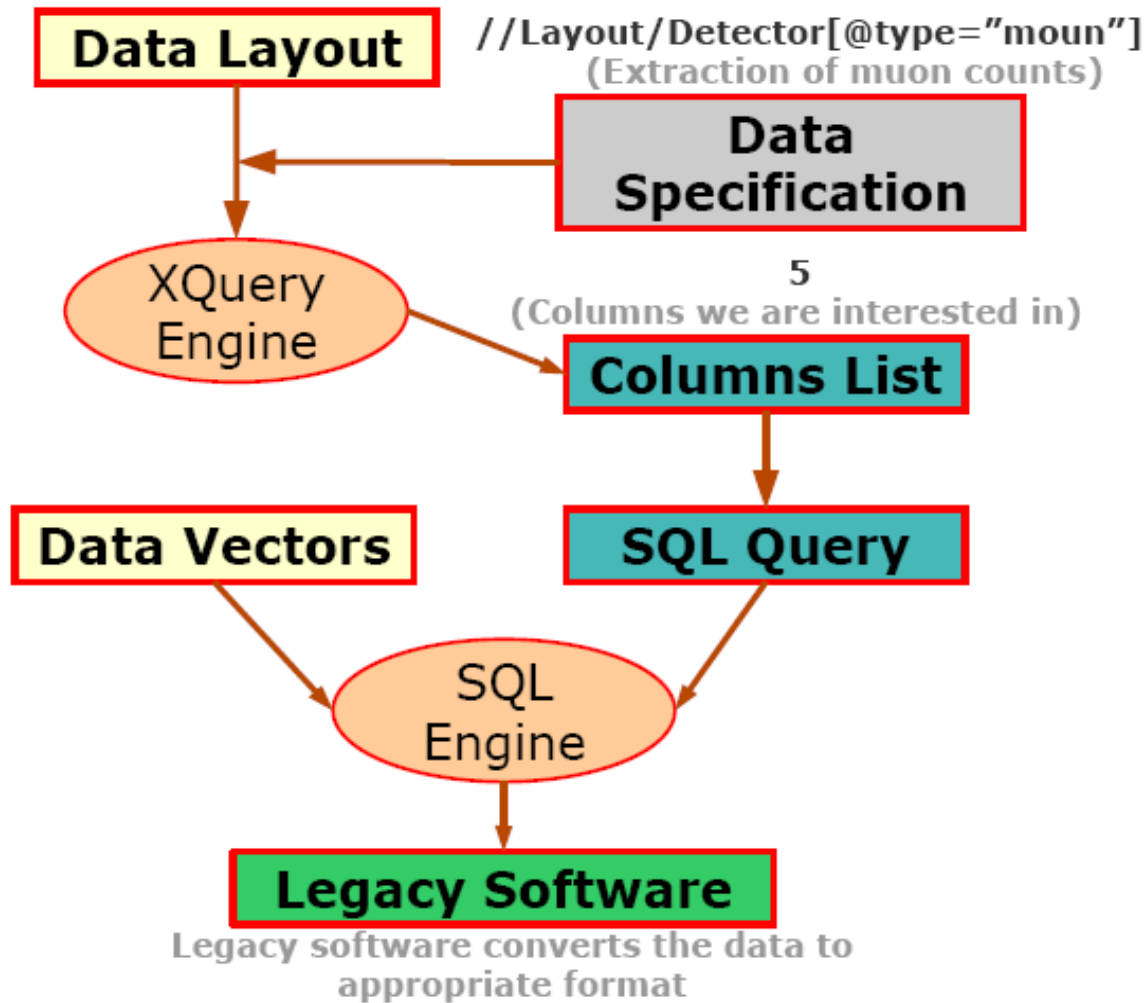 Data Layout
//Layout/Detector[@type=”moun”]
(Extraction of muon counts)
Data
Specification
XQuery
Engine
5
(Columns we are interested in)
Columns List
Data Vectors
SQL Query
SQL
Engine
Legacy Software
Legacy software converts the data to
appropriate format